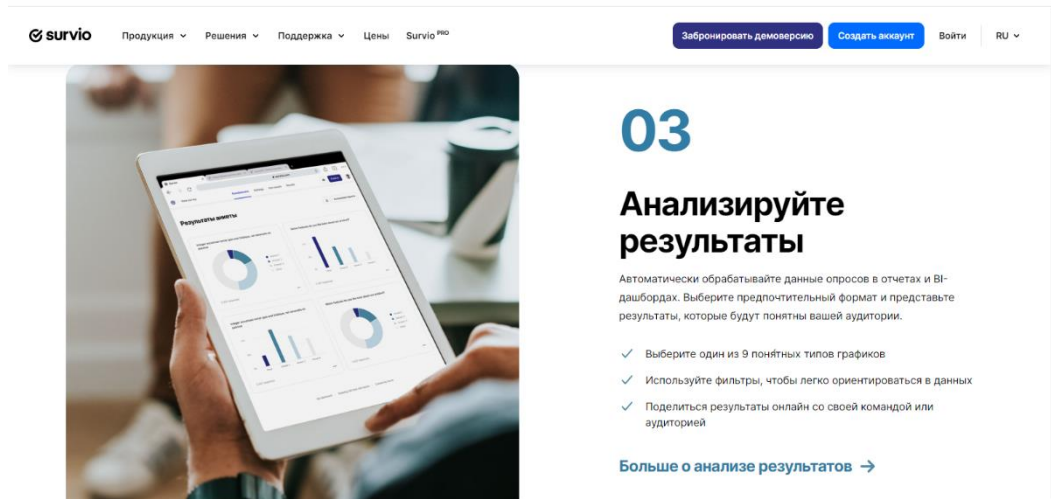 survio
Продукция
Решения
Поддержка
Цены
Survio PRO
Забронировать демоверсию
Создать аккаунт
Войти
RU
Результаты анкеты
03
Анализируйте
результаты
Автоматически обрабатывайте данные опросов в отчетах и BI-
дашбордах. Выберите предпочтительный формат и представьте
результаты, которые будут понятны вашей аудитории.
Выберите один из 9 понятных типов графиков
Используйте фильтры, чтобы легко ориентироваться в данных
Поделиться результаты онлайн со своей командой или
аудиторией
Больше о анализе результатов →